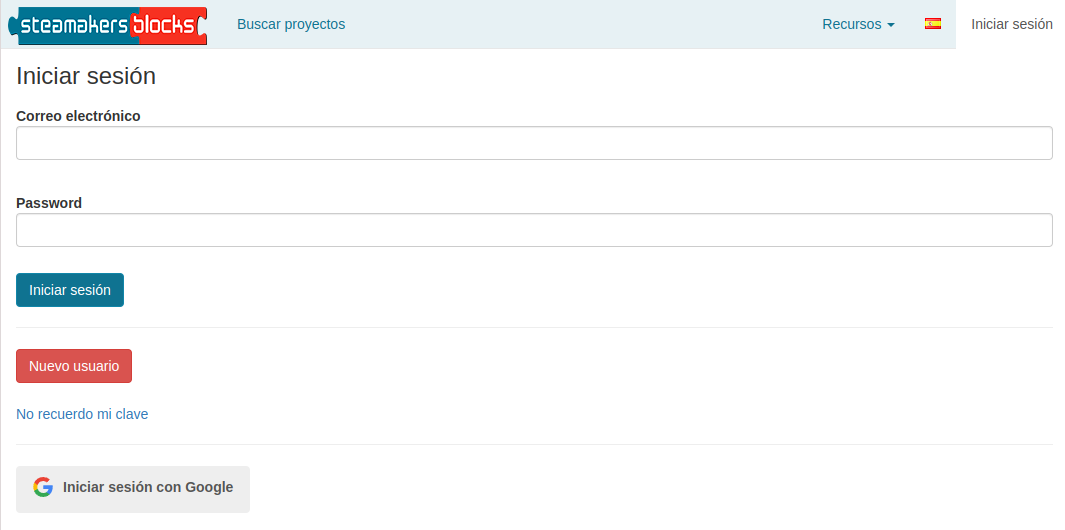 steamakers blocks Buscar proyectos Recursos Iniciar sesión
Iniciar sesión
Correo electrónico
Password
Iniciar sesión
Nuevo usuario
No recuerdo mi clave
Iniciar sesión con Google